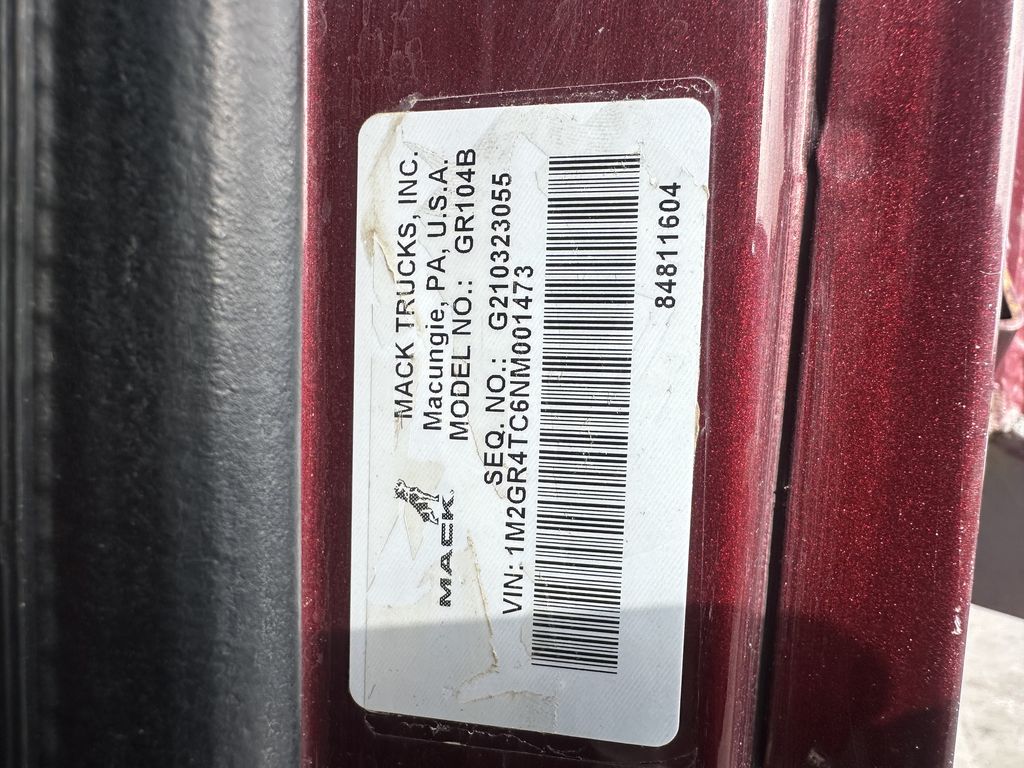 MACK TRUCKS, INC.
Macungie, PA, U.S.A.
MODEL NO.: GR104B
MACK
SEQ. NO.: G210323055
VIN: 1M2GR4TC6NM001473
84811604